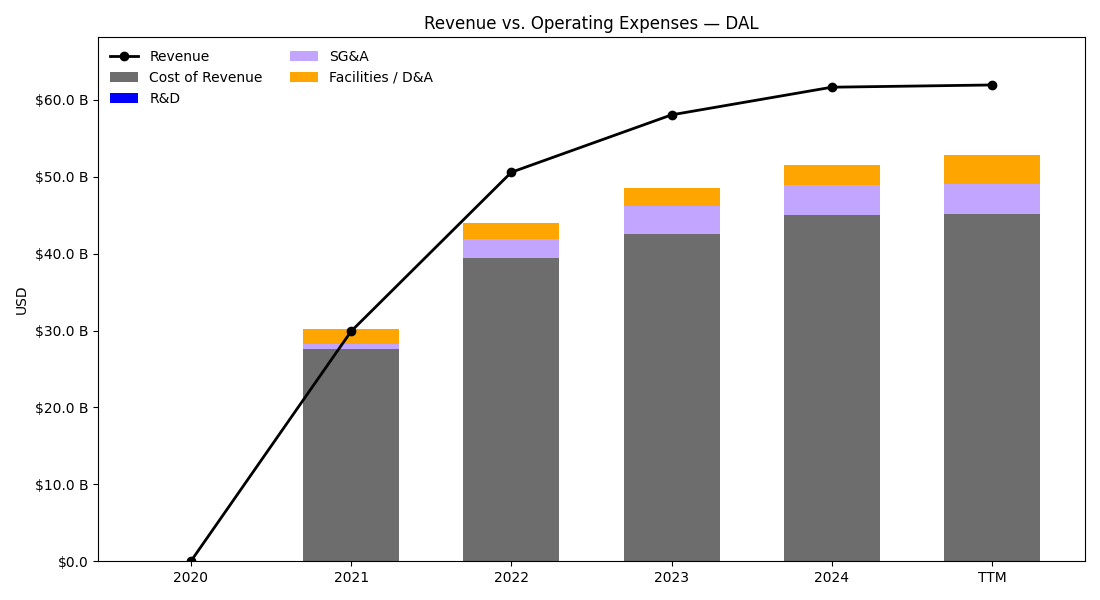 Revenue vs. Operating Expenses — DAL
Revenue
Cost of Revenue
R&D
SG&A
Facilities / D&A
USD
$60.0 B
$50.0 B
$40.0 B
$30.0 B
$20.0 B
$10.0 B
$0.0
2020 2021 2022 2023 2024 TTM